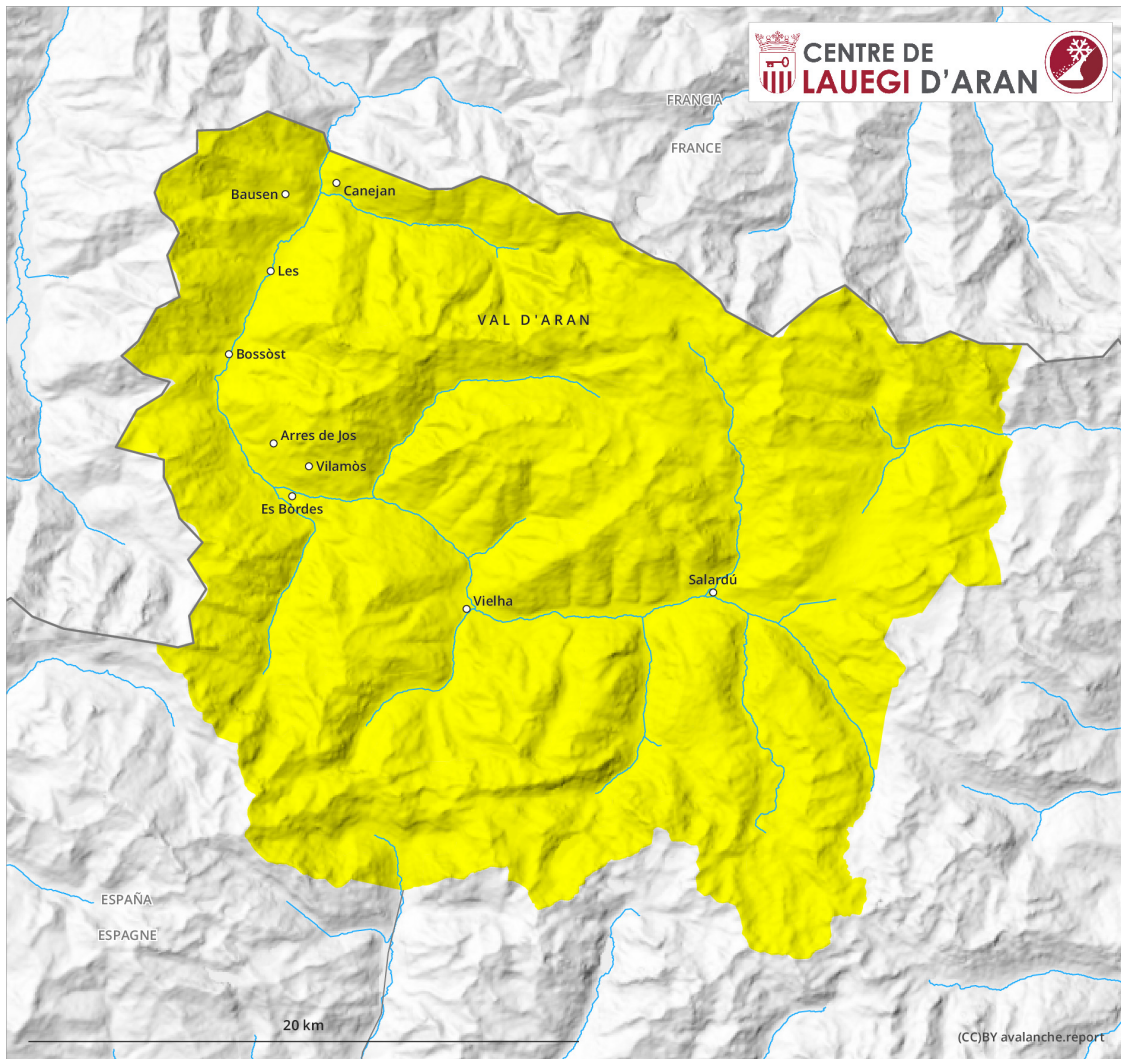 CENTRE DE
LAUEGI D'ARAN
FRANCIA
FRANCE
Bausen
Canejan
Les
VAL D'ARAN
Bossòst
Arres de Jos
Vilamòs
Es Bòrdes
Salardú
Vielha
ESPAÑA
ESPAGNE
20 km
(CC)BY avalanche.report